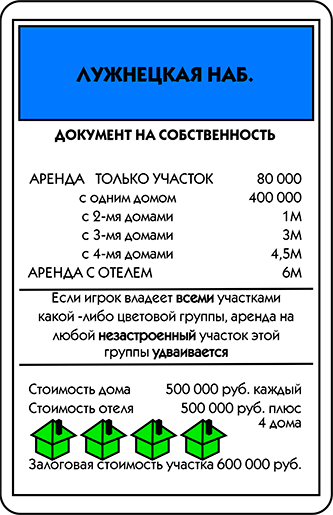 ЛУЖНЕЦКАЯ НАБ.
ДОКУМЕНТ НА СОБСТВЕННОСТЬ
АРЕНДА ТОЛЬКО УЧАСТОК 80 000
с одним домом 400 000
с 2-мя домами 1М
с 3-мя домами 3М
с 4-мя домами 4,5М
АРЕНДА С ОТЕЛЕМ 6М
Если игрок владеет всеми участками
какой -либо цветовой группы, аренда на
любой незастроенный участок этой
группы удваивается
Стоимость дома 500 000 руб. каждый
Стоимость отеля 500 000 руб. плюс
4 дома
Залоговая стоимость участка 600 000 руб.